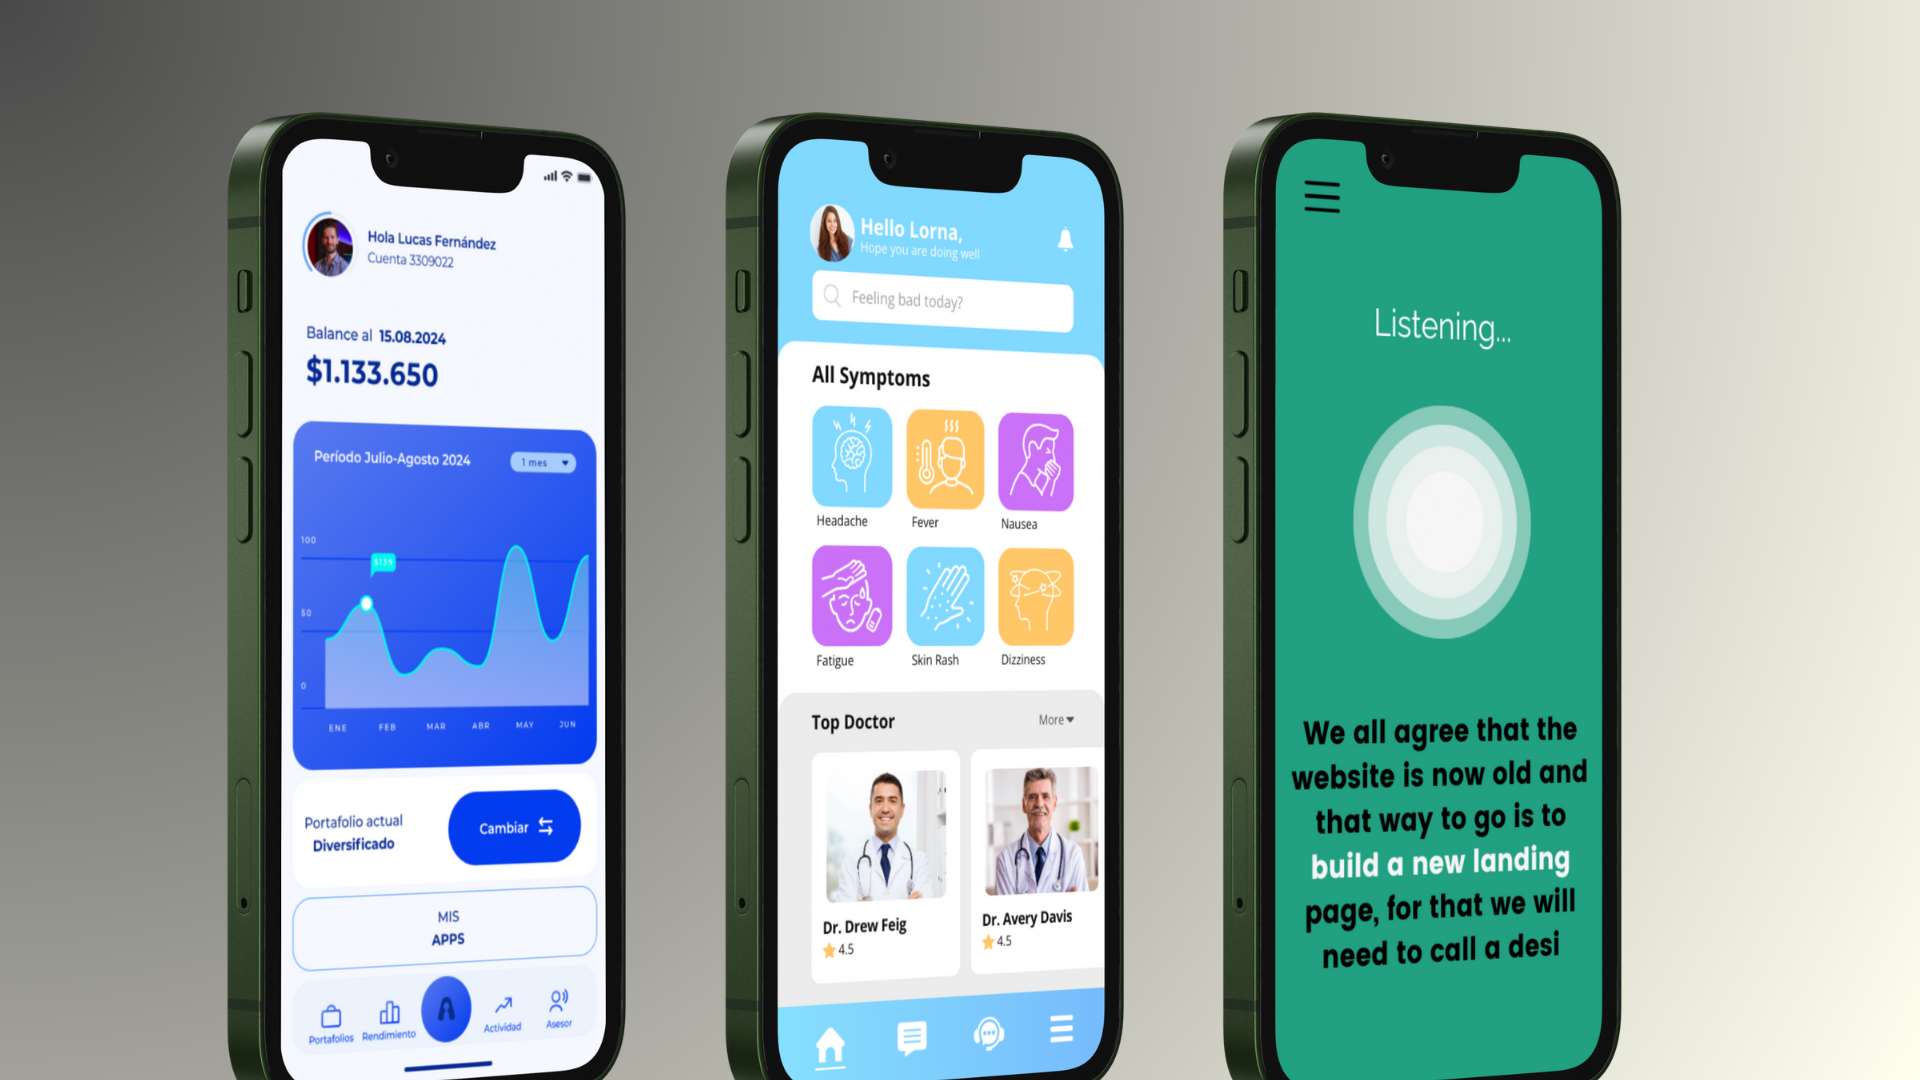 Hola Lucas Fernández
Cuenta 3309022
Balance al 15.08.2024
$1.133.650
Período Julio-Agosto 2024
1 mes
100
$139
50
0
ENE FEB MAR ABR MAY JUN
Portafolio actual
Diversificado
Cambiar
MIS
APPS
Portafolios
Rendimiento
Actividad
Asesor
Hello Lorna,
Hope you are doing well
Feeling bad today?
All Symptoms
Headache
Fever
Nausea
Fatigue
Skin Rash
Dizziness
Top Doctor
More
Dr. Drew Feig
4.5
Dr. Avery Davis
4.5
Listening...
We all agree that the
website is now old and
that way to go is to
build a new landing
page, for that we will
need to call a desi